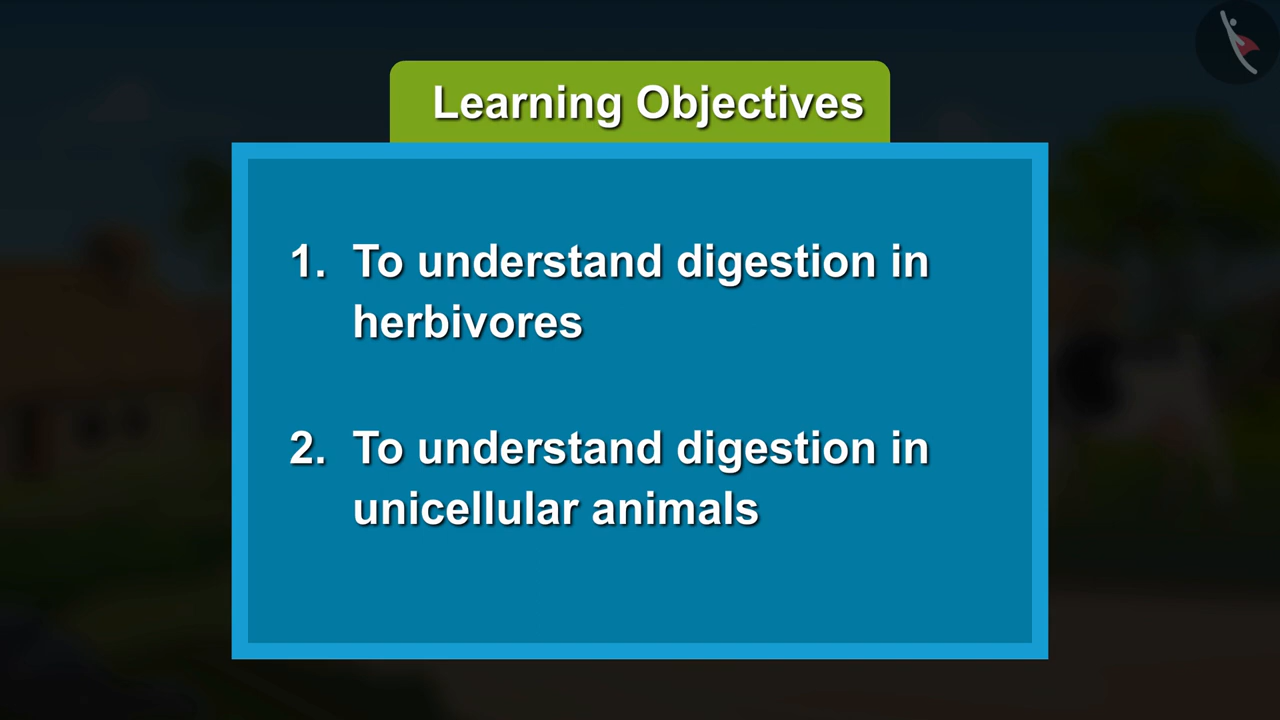 Learning Objectives
1. To understand digestion in
herbivores
2. To understand digestion in
unicellular animals